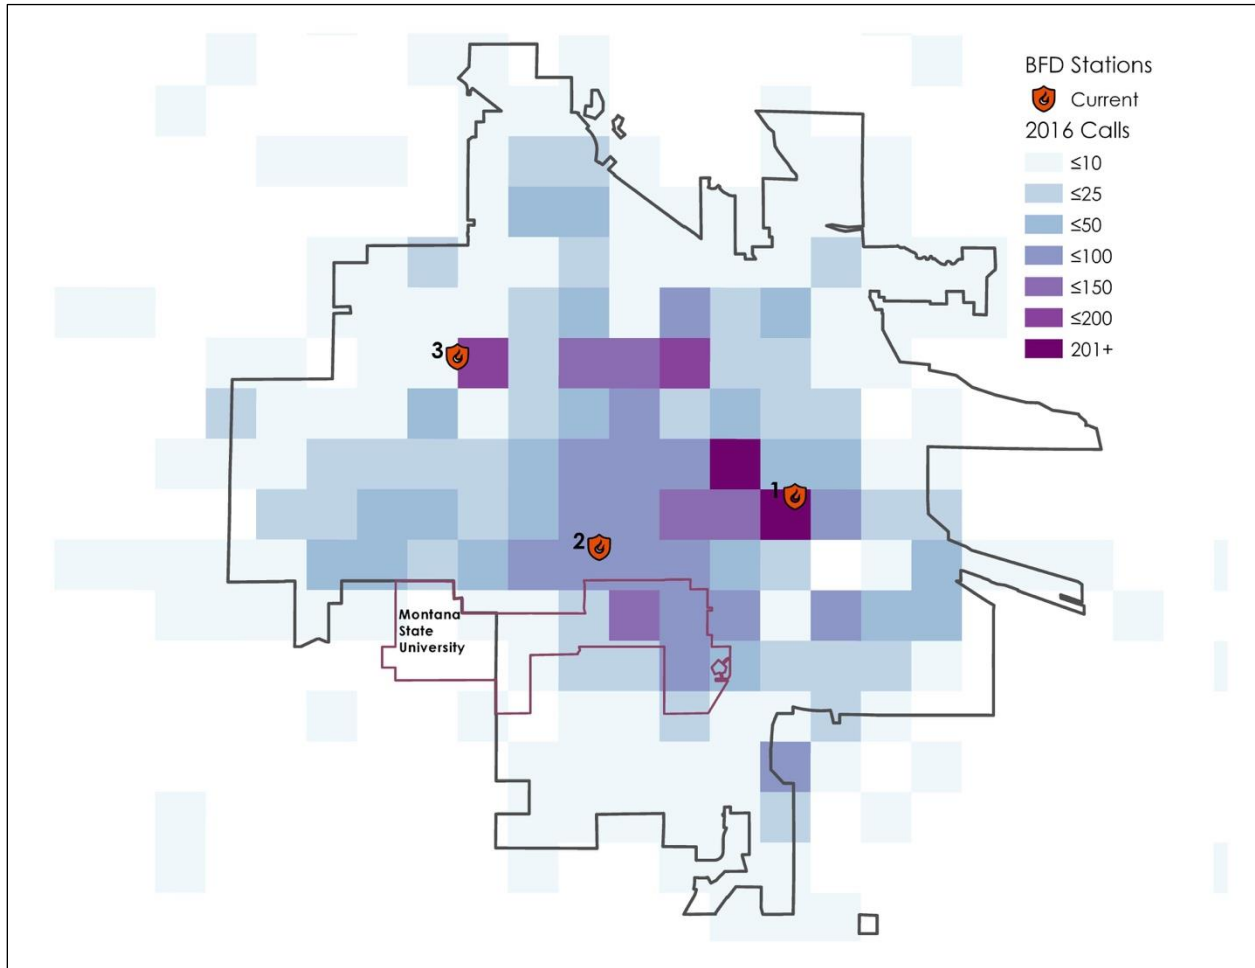 BFD Stations
Current
2016 Calls
≤10
≤25
≤50
≤100
≤150
≤200
201+
3
1
2
Montana
State
University